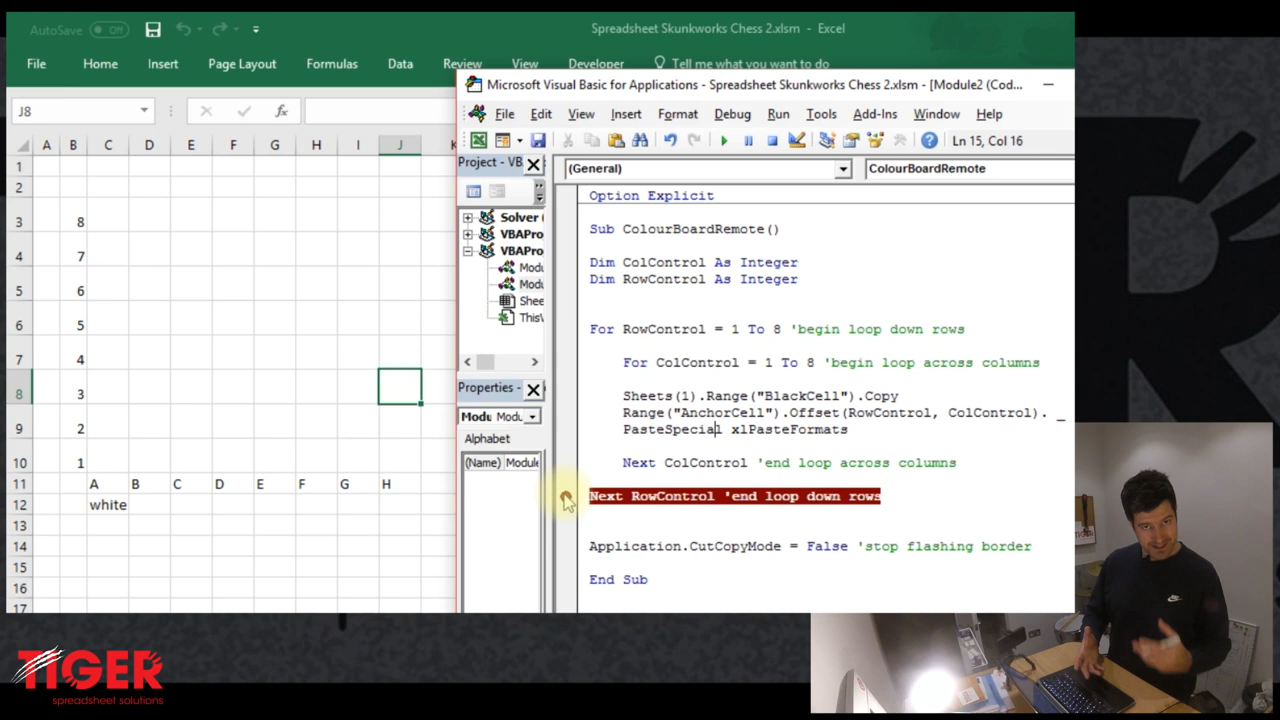 AutoSave Off
Spreadsheet Skunkworks Chess 2.xlsm - Excel
File Home Insert Page Layout Formulas Data Review View Developer Tell me what you want to do
J8
fx
A B C D E F G H I J K
1
2
3 8
4 7
5 6
6 5
7 4
8 3
9 2
10 1
11 A B C D E F G H
12 white
13
14
15
16
17
Microsoft Visual Basic for Applications - Spreadsheet Skunkworks Chess 2.xlsm - [Module2 (Cod...
File Edit View Insert Format Debug Run Tools Add-Ins Window Help
Ln 15, Col 16
Project - VB
Solver (
VBAPro
VBAPro
Modu
Modu
Shee
ThisW
Properties -
Modu Modu
Alphabet
(Name) Module
(General)
ColourBoardRemote
Option Explicit
Sub ColourBoardRemote()
Dim ColControl As Integer
Dim RowControl As Integer
For RowControl = 1 To 8 'begin loop down rows
For ColControl = 1 To 8 'begin loop across columns
Sheets(1).Range("BlackCell").Copy
Range("AnchorCell").Offset(RowControl, ColControl). _
PasteSpecial xlPasteFormats
Next ColControl 'end loop across columns
Next RowControl 'end loop down rows
Application.CutCopyMode = False 'stop flashing border
End Sub
TIGER
spreadsheet solutions